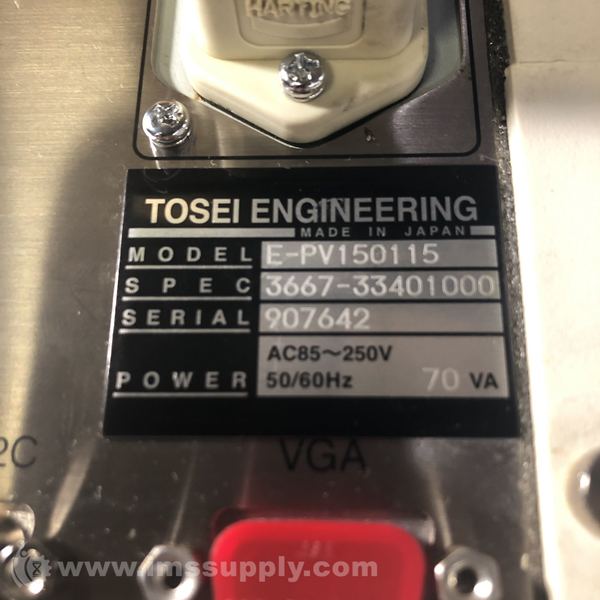 HARTING
TOSEI ENGINEERING
MADE IN JAPAN
MODEL E-PV150115
SPEC 3667-33401000
SERIAL 907642
AC85~250V
POWER 50/60Hz 70 VA
2C VGA
www.imssupply.com